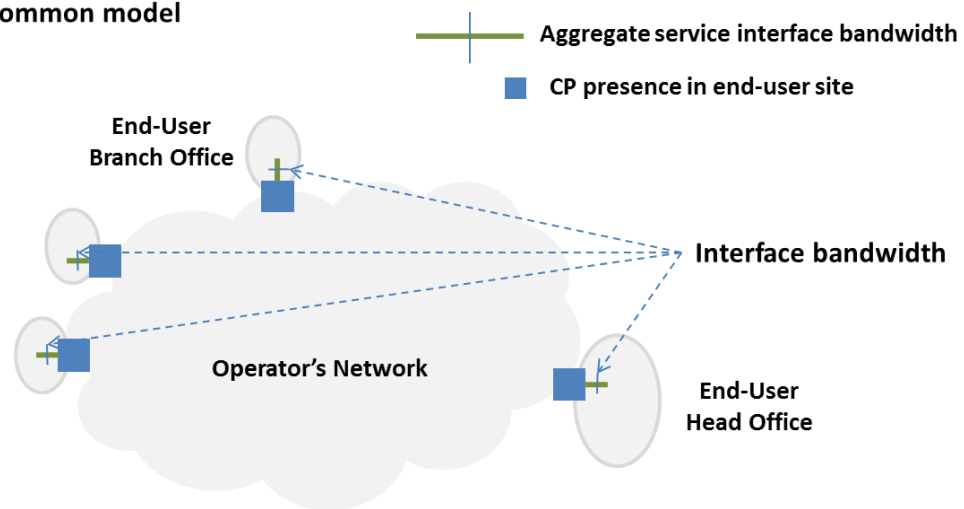 ommon model
Aggregate service interface bandwidth
CP presence in end-user site
End-User
Branch Office
Interface bandwidth
Operator's Network
End-User
Head Office